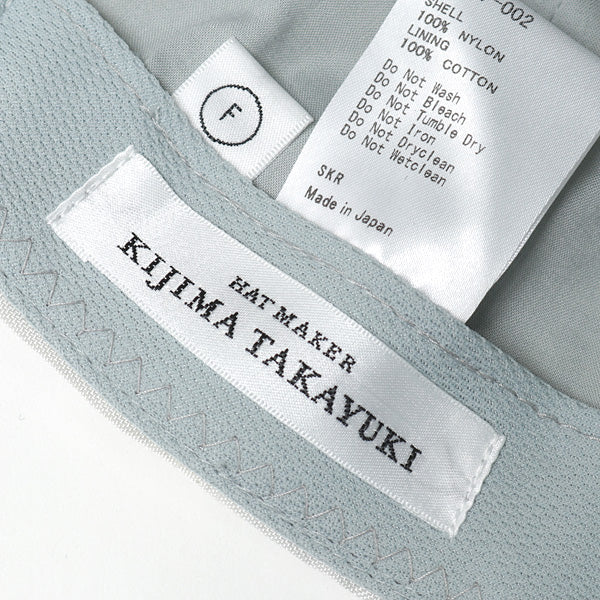 -002
SHELL
100% NYLON
LINING
100% COTTON
Do Not Wash
Do Not Bleach
Do Not Tumble Dry
Do Not Iron
Do Not Dryclean
Do Not Wetclean
SKR
Made in Japan
F
HAT MAKER
KIJIMA TAKAYUKI